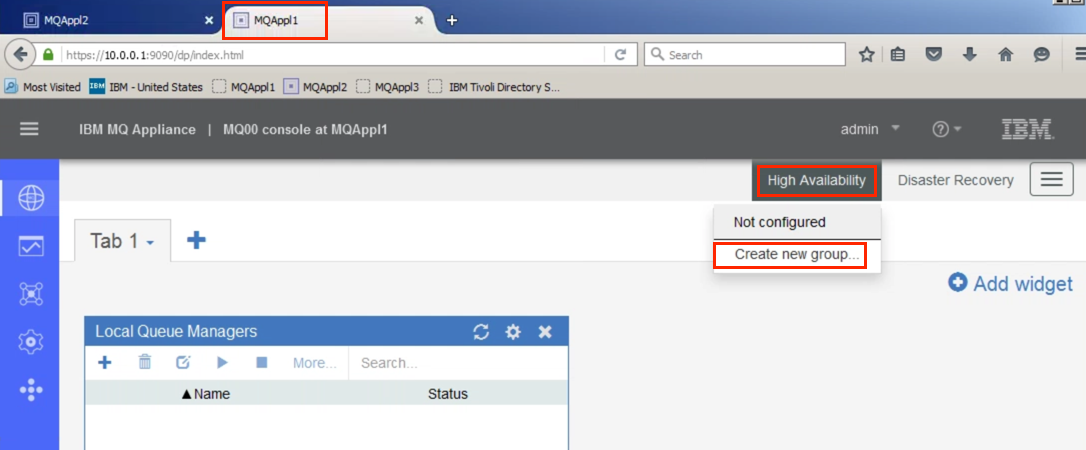 MQAppl2
MQAppl1
https://10.0.0.1:9090/dp/index.html
Search
Most Visited
IBM
IBM - United States
MQAppl1
MQAppl2
MQAppl3
IBM Tivoli Directory S...
IBM MQ Appliance | MQ00 console at MQAppl1
admin
?
IBM
High Availability
Disaster Recovery
Not configured
Create new group...
Tab 1
Add widget
Local Queue Managers
More...
Search...
▲Name
Status